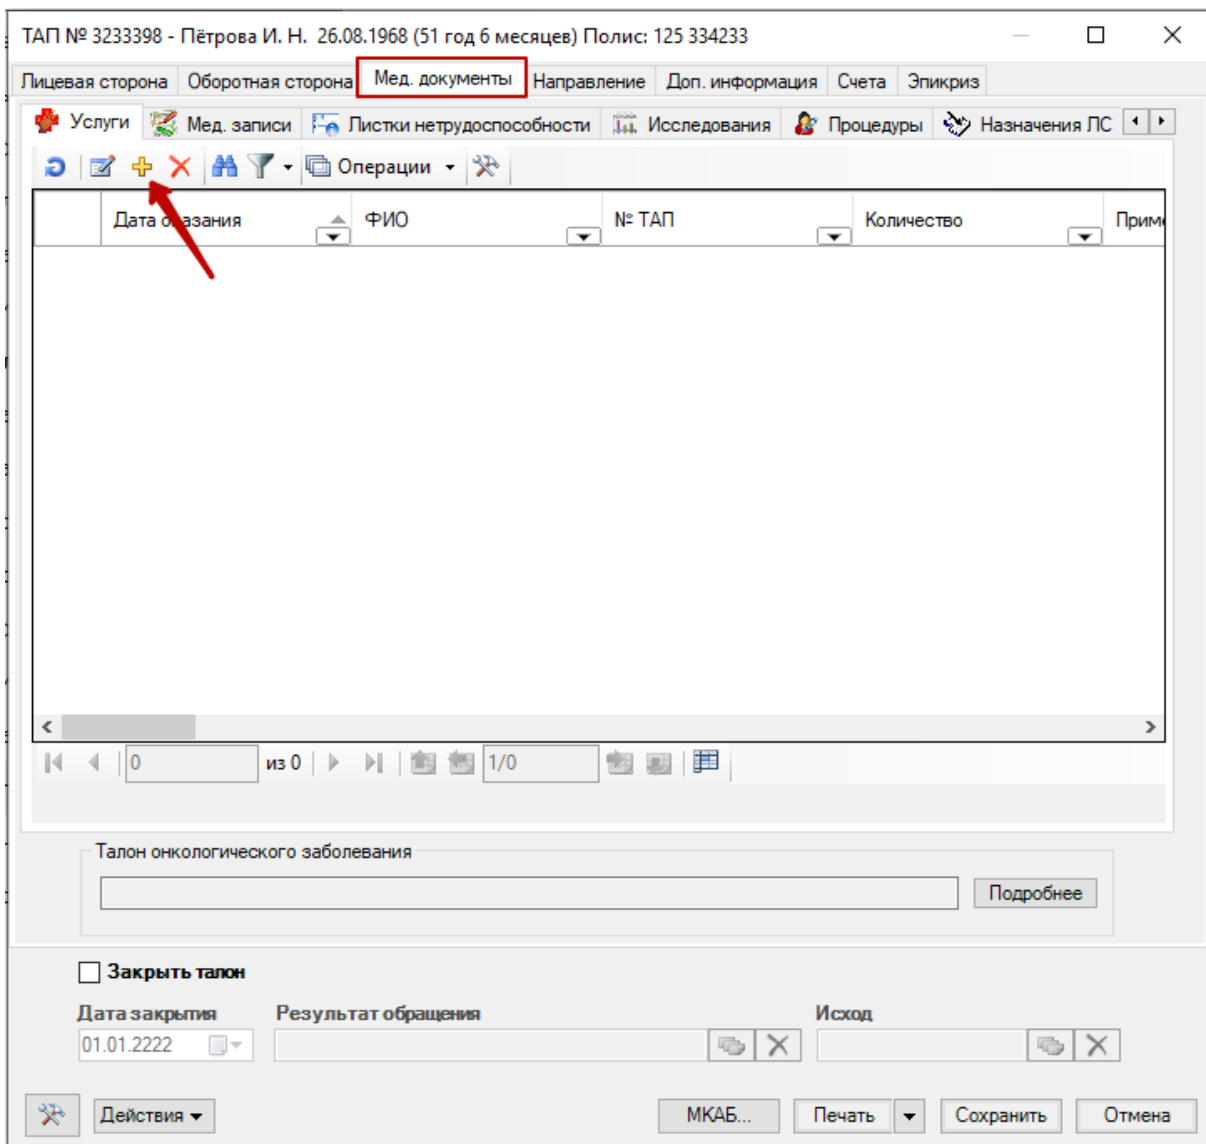 ТАП № 3233398 - Пётрова И. Н. 26.08.1968 (51 год 6 месяцев) Полис: 125 334233
Лицевая сторона Оборотная сторона Мед. документы Направление Доп. информация Счета Эпикриз
Услуги Мед. записи Листки нетрудоспособности Исследования Процедуры Назначения ЛС
Операции
Дата оказания ФИО № ТАП Количество Приме
0 из 0 1/0
Талон онкологического заболевания
Подробнее
Закрыть талон
Дата закрытия Результат обращения Исход
01.01.2222
Действия МКАБ... Печать Сохранить Отмена